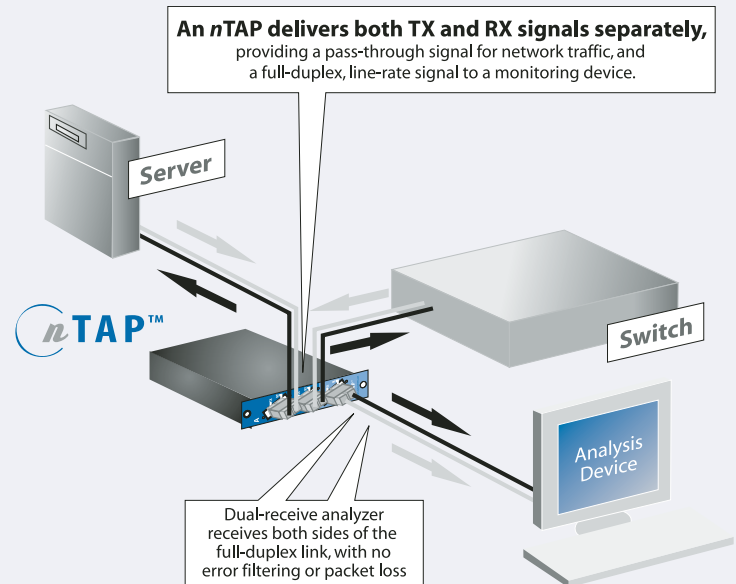 An nTAP delivers both TX and RX signals separately,
providing a pass-through signal for network traffic, and
a full-duplex, line-rate signal to a monitoring device.
Server
nTAP™
Switch
Analysis
Device
Dual-receive analyzer
receives both sides of the
full-duplex link, with no
error filtering or packet loss